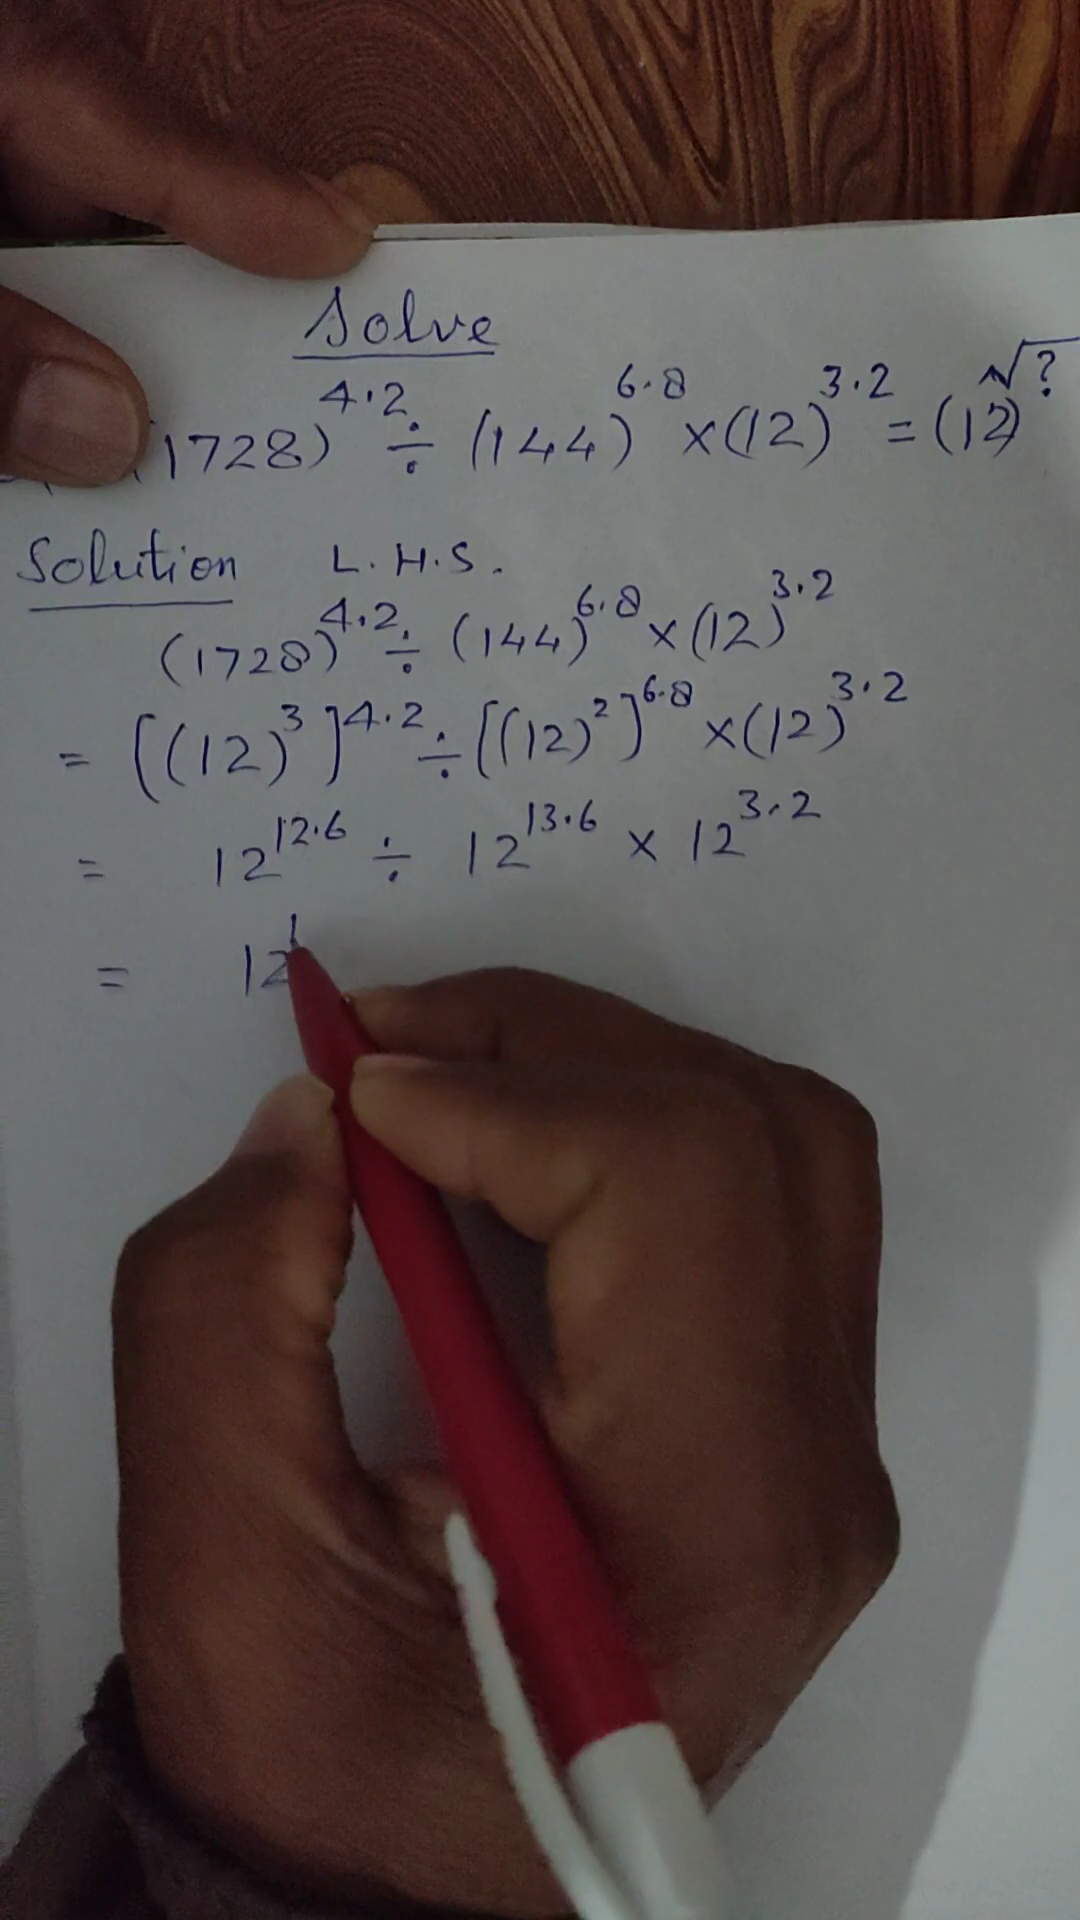 Solve
(1728)^4.2 ÷ (144)^6.8 ×(12)^3.2 = (12)^√?
Solution L.H.S.
(1728)^4.2 ÷ (144)^6.8 × (12)^3.2
= [(12)^3]^4.2 ÷ [(12)^2]^6.8 ×(12)^3.2
= 12^12.6 ÷ 12^13.6 × 12^3.2
= 12^1